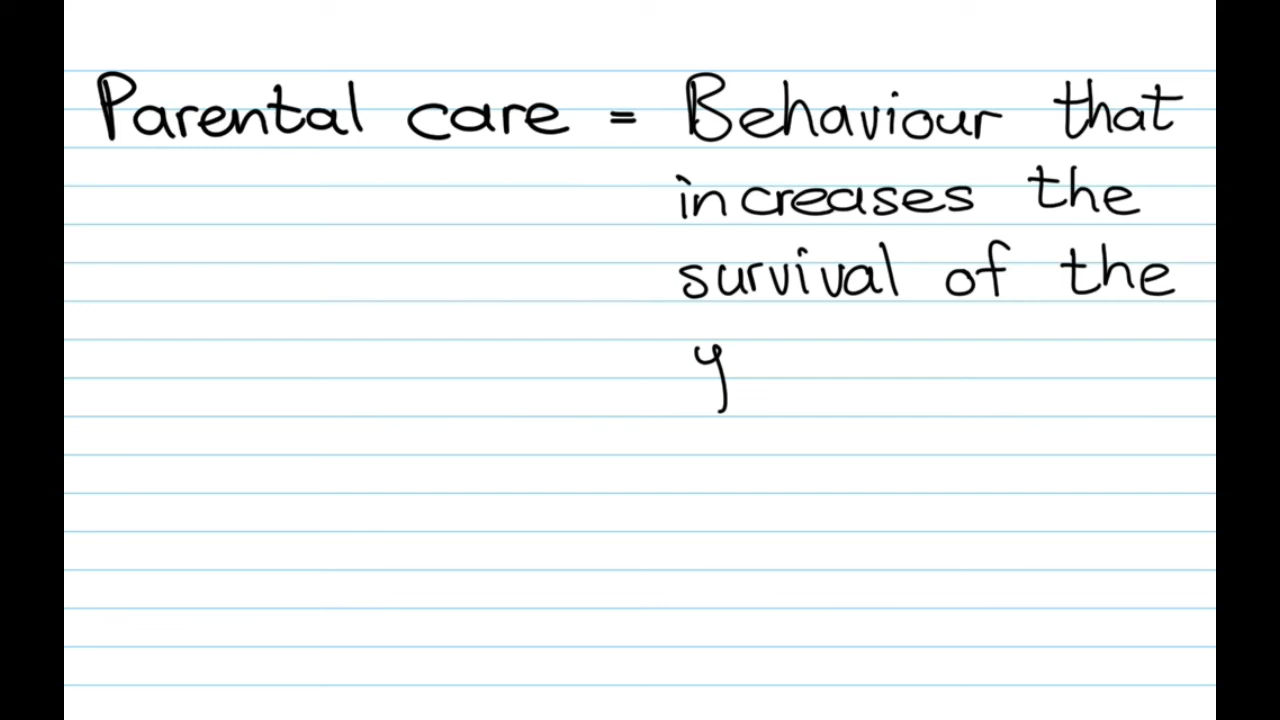 Parental care = Behaviour that
increases the
survival of the
y